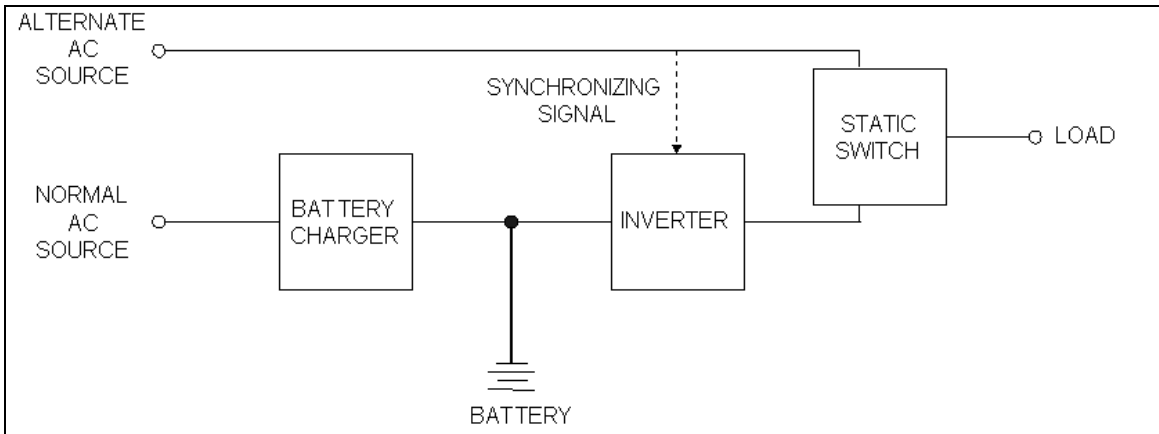 ALTERNATE
AC
SOURCE
SYNCHRONIZING
SIGNAL
STATIC
SWITCH
LOAD
NORMAL
AC
SOURCE
BATTERY
CHARGER
INVERTER
BATTERY